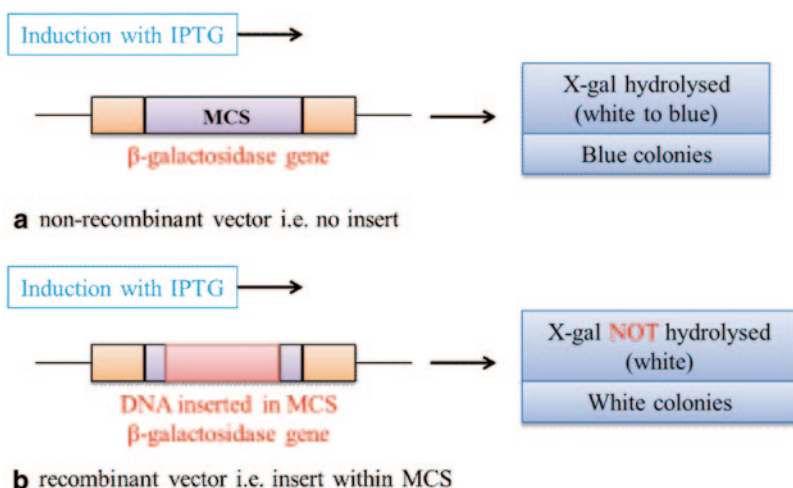 Induction with IPTG
MCS
β-galactosidase gene
X-gal hydrolysed
(white to blue)
Blue colonies
a non-recombinant vector i.e. no insert
Induction with IPTG
DNA inserted in MCS
β-galactosidase gene
X-gal NOT hydrolysed
(white)
White colonies
b recombinant vector i.e. insert within MCS